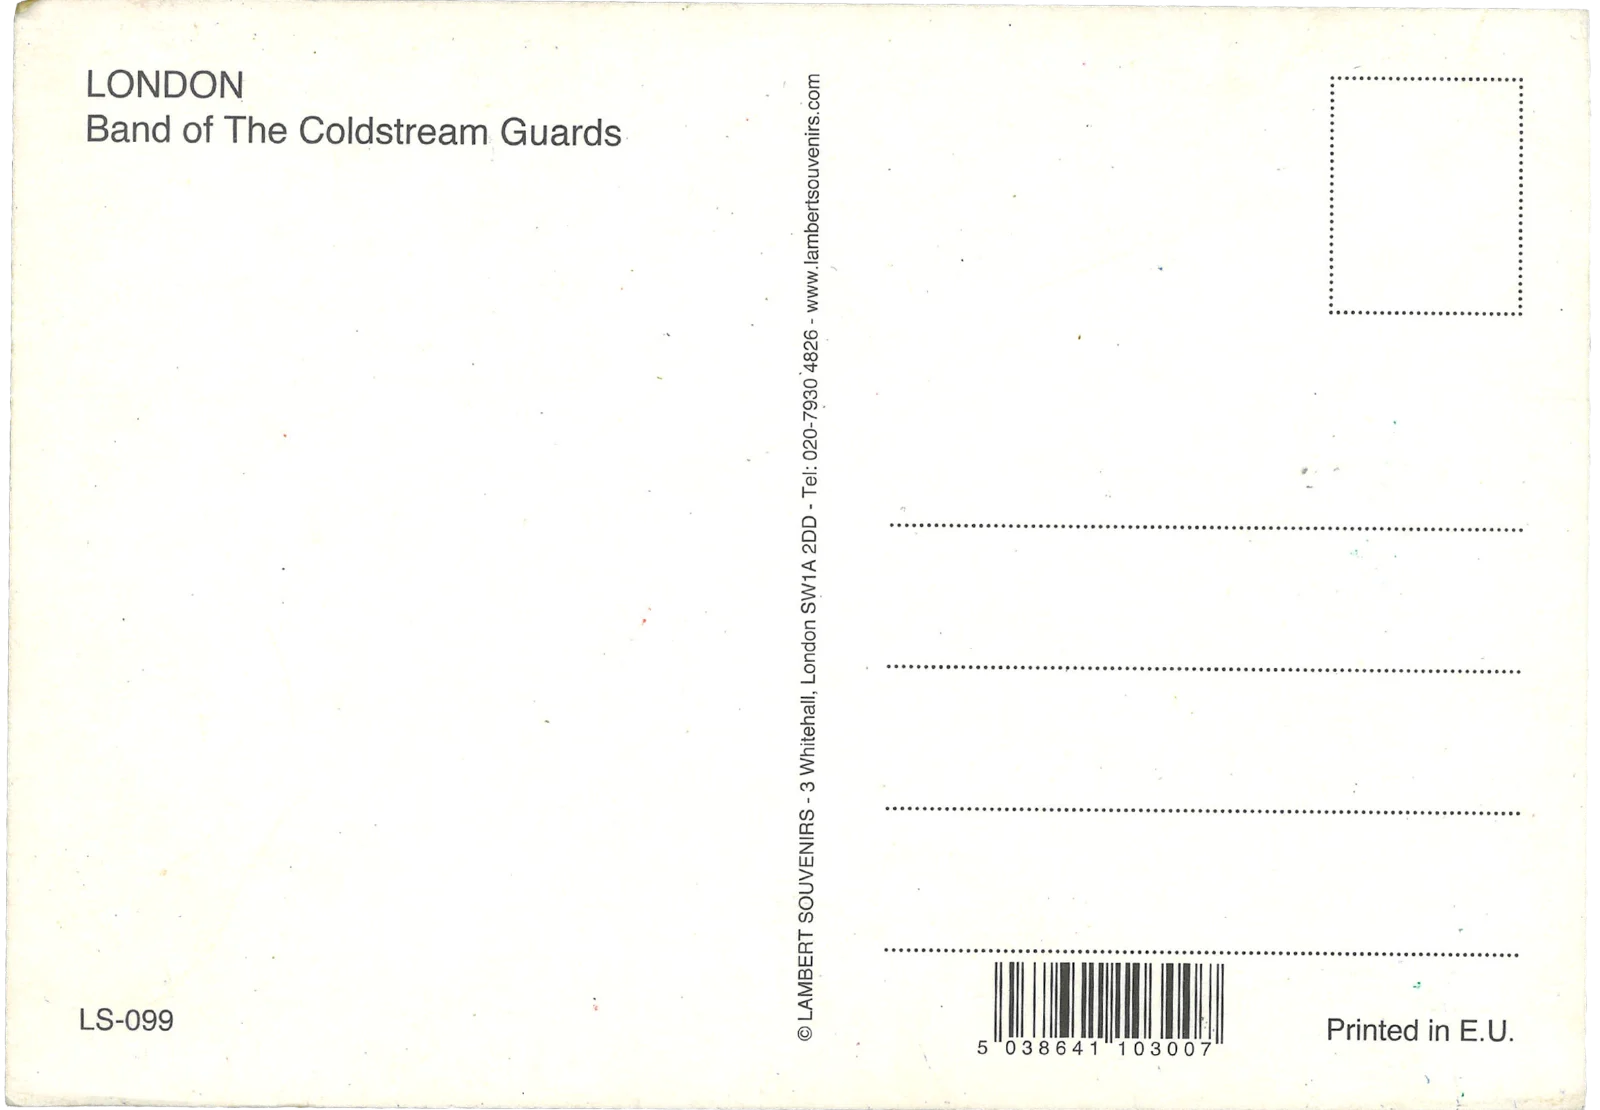 LONDON
Band of The Coldstream Guards
© LAMBERT SOUVENIRS - 3 Whitehall, London SW1A 2DD - Tel: 020-7930 4826 - www.lambertsouvenirs.com
LS-099
5 038641 103007
Printed in E.U.